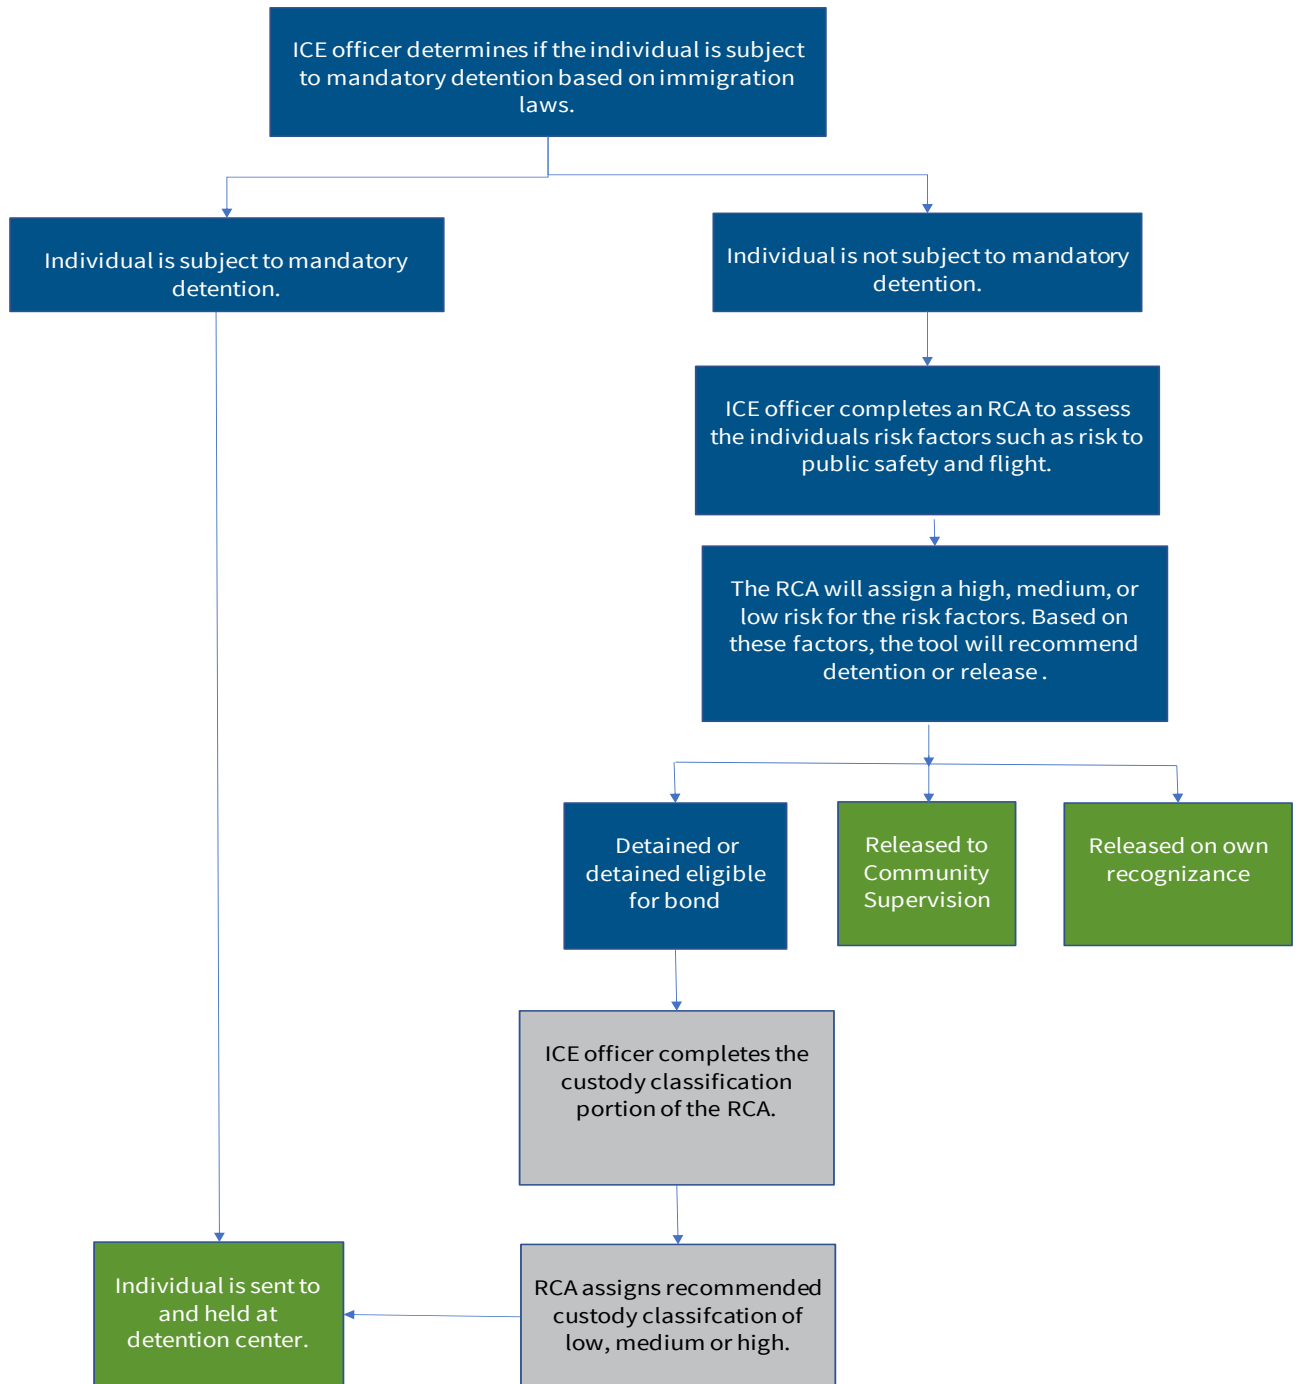 ICE officer determines if the individual is subject
to mandatory detention based on immigration
laws.
Individual is subject to mandatory
detention.
Individual is not subject to mandatory
detention.
ICE officer completes an RCA to assess
the individuals risk factors such as risk to
public safety and flight.
The RCA will assign a high, medium, or
low risk for the risk factors. Based on
these factors, the tool will recommend
detention or release .
Detained or
detained eligible
for bond
Released to
Community
Supervision
Released on own
recognizance
ICE officer completes the
custody classification
portion of the RCA.
Individual is sent to
and held at
detention center.
RCA assigns recommended
custody classifcation of
low, medium or high.